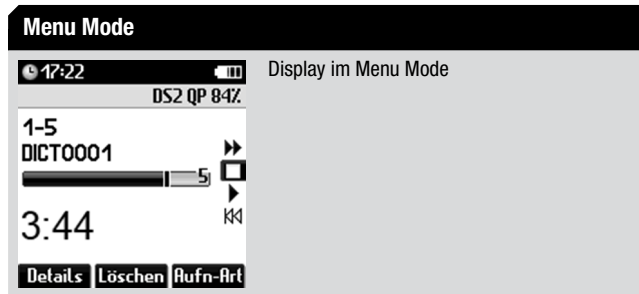 Menu Mode
17:22
DS2 QP 84%
1-5
DICT0001
5
3:44
Details Löschen Aufn-Art
Display im Menu Mode